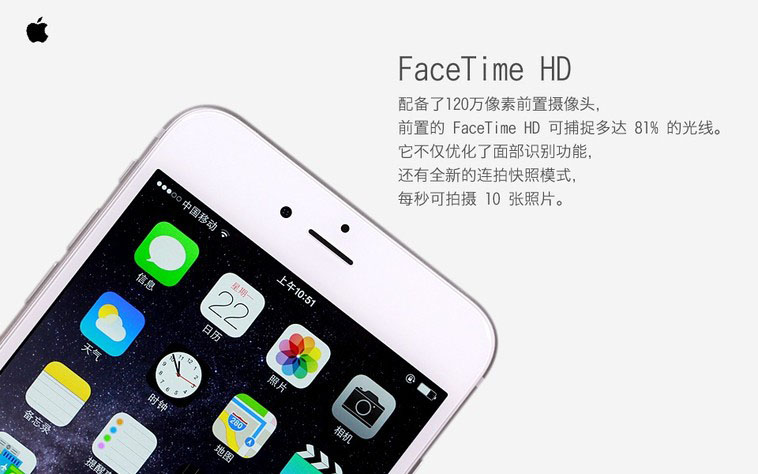 FaceTime HD
配备了120万像素前置摄像头,
前置的 FaceTime HD 可捕捉多达 81% 的光线。
它不仅优化了面部识别功能,
还有全新的连拍快照模式,
每秒可拍摄 10 张照片。
中国移动
上午10:51
信息
星期一
22
日历
照片
相机
天气
时钟
地图
280
备忘录